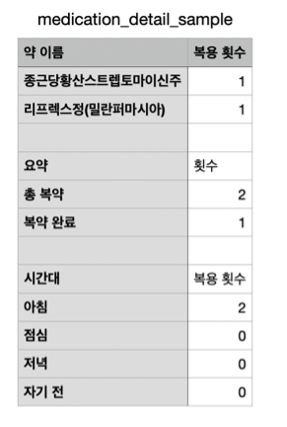 medication_detail_sample
약 이름 복용 횟수
종근당황산스트렙토마이신주 1
리프렉스정(밀란퍼마시아) 1
요약 횟수
총 복약 2
복약 완료 1
시간대 복용 횟수
아침 2
점심 0
저녁 0
자기 전 0